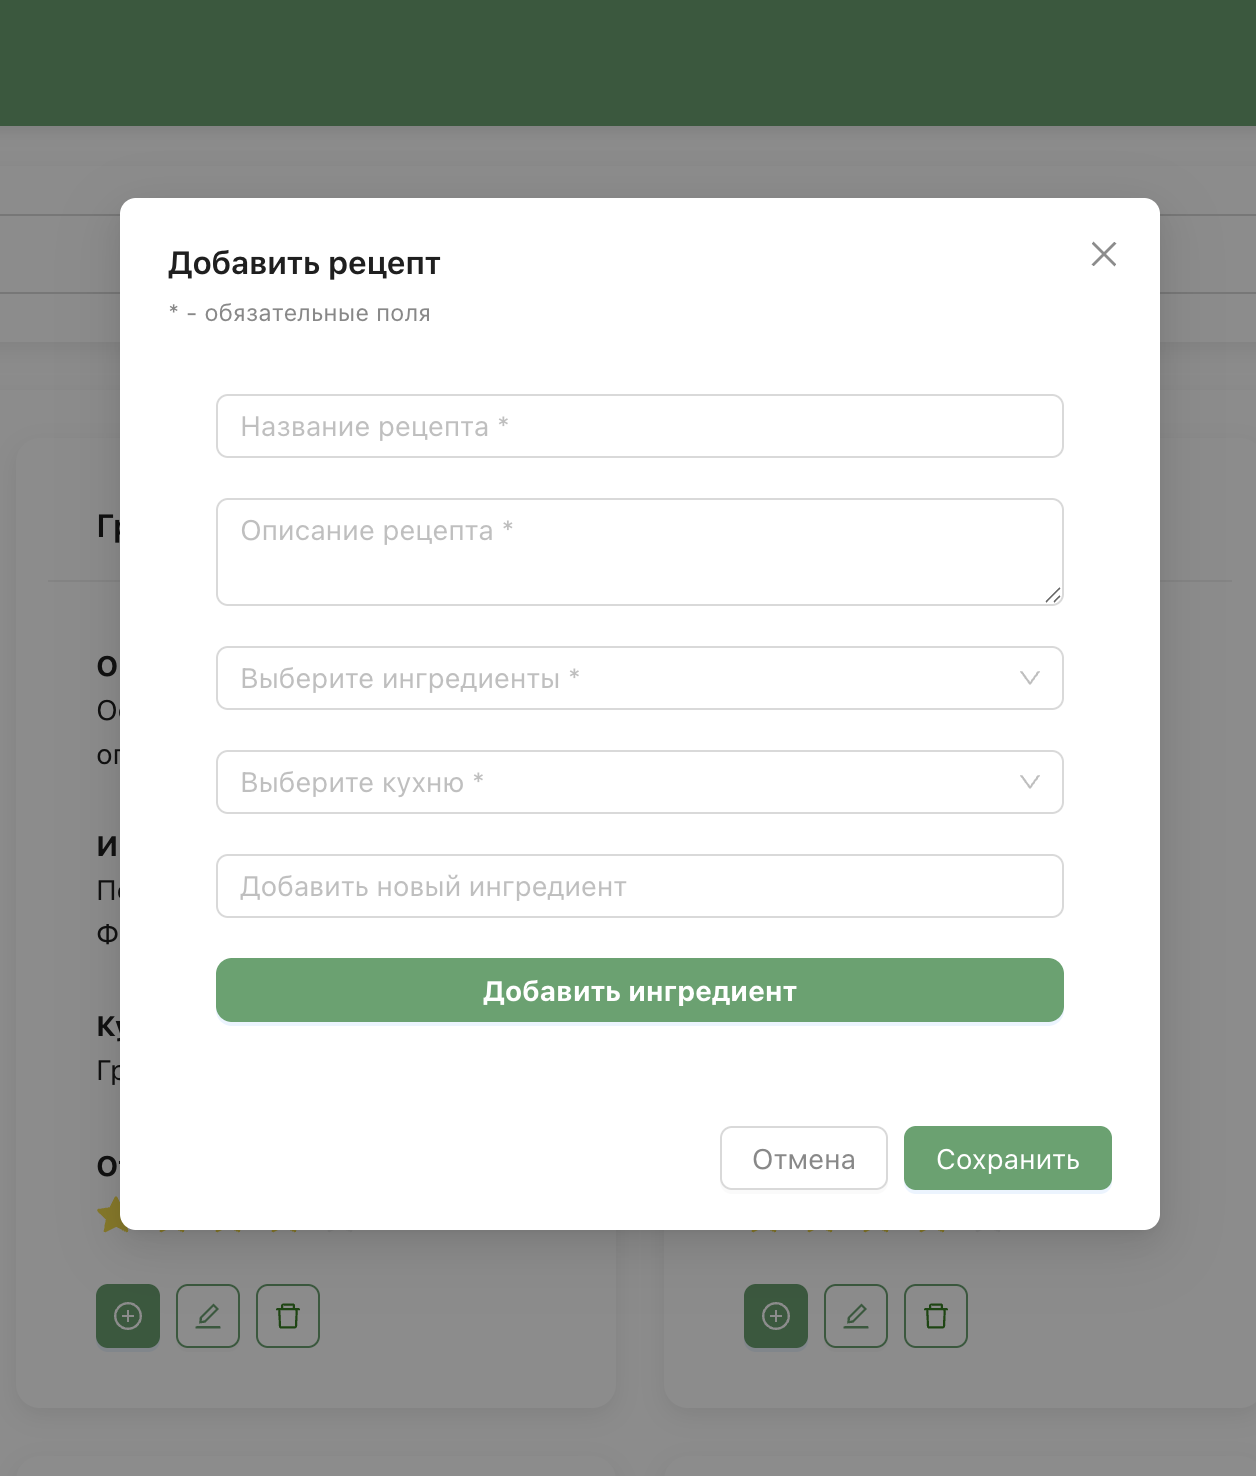 Добавить рецепт
* - обязательные поля
Название рецепта *
Описание рецепта *
Выберите ингредиенты *
Выберите кухню *
Добавить новый ингредиент
Добавить ингредиент
Отмена
Сохранить